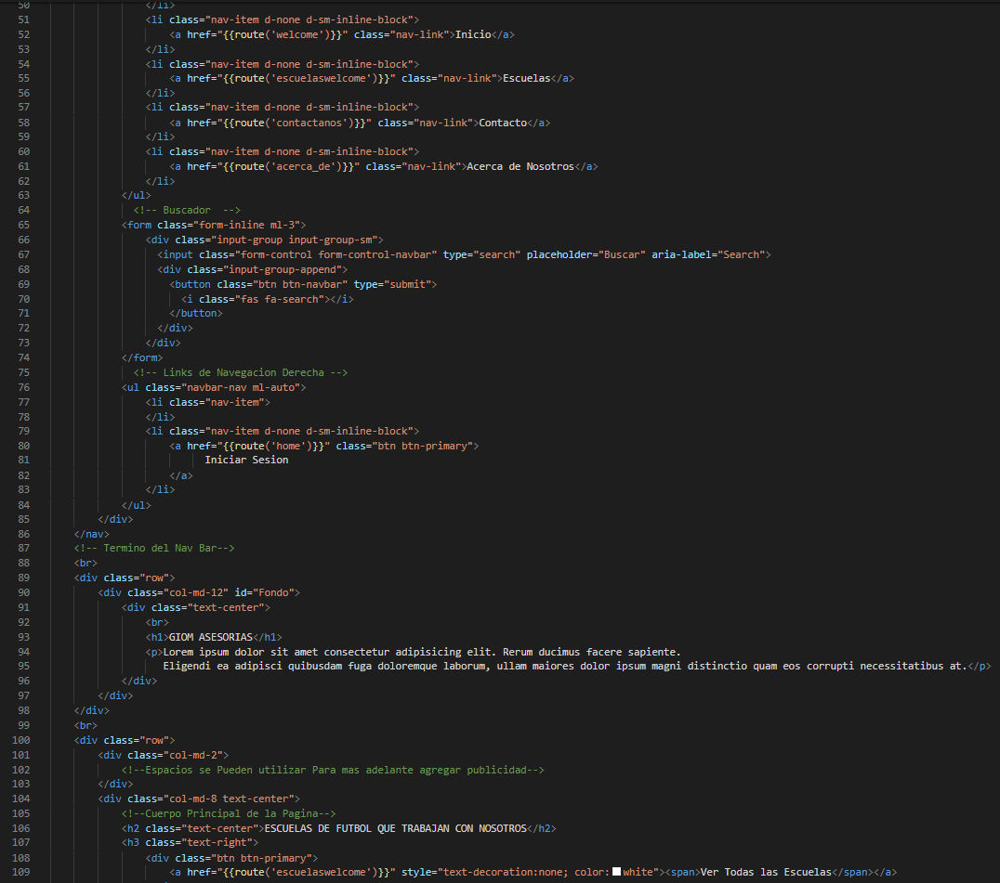 50 </li>
51 <li class="nav-item d-none d-sm-inline-block">
52 <a href="{{route('welcome')}}" class="nav-link">Inicio</a>
53 </li>
54 <li class="nav-item d-none d-sm-inline-block">
55 <a href="{{route('escuelaswelcome')}}" class="nav-link">Escuelas</a>
56 </li>
57 <li class="nav-item d-none d-sm-inline-block">
58 <a href="{{route('contactanos')}}" class="nav-link">Contacto</a>
59 </li>
60 <li class="nav-item d-none d-sm-inline-block">
61 <a href="{{route('acerca_de')}}" class="nav-link">Acerca de Nosotros</a>
62 </li>
63 </ul>
64 <!-- Buscador  -->
65 <form class="form-inline ml-3">
66 <div class="input-group input-group-sm">
67 <input class="form-control form-control-navbar" type="search" placeholder="Buscar" aria-label="Search">
68 <div class="input-group-append">
69 <button class="btn btn-navbar" type="submit">
70 <i class="fas fa-search"></i>
71 </button>
72 </div>
73 </div>
74 </form>
75 <!-- Links de Navegacion Derecha -->
76 <ul class="navbar-nav ml-auto">
77 <li class="nav-item">
78 </li>
79 <li class="nav-item d-none d-sm-inline-block">
80 <a href="{{route('home')}}" class="btn btn-primary">
81 Iniciar Sesion
82 </a>
83 </li>
84 </ul>
85 </div>
86 </nav>
87 <!-- Termino del Nav Bar-->
88 <br>
89 <div class="row">
90 <div class="col-md-12" id="Fondo">
91 <div class="text-center">
92 <br>
93 <h1>GIOM ASESORIAS</h1>
94 <p>Lorem ipsum dolor sit amet consectetur adipisicing elit. Rerum ducimus facere sapiente.
95 Eligendi ea adipisci quibusdam fuga doloremque laborum, ullam maiores dolor ipsum magni distinctio quam eos corrupti necessitatibus at.</p>
96 </div>
97 </div>
98 </div>
99 <br>
100 <div class="row">
101 <div class="col-md-2">
102 <!--Espacios se Pueden utilizar Para mas adelante agregar publicidad-->
103 </div>
104 <div class="col-md-8 text-center">
105 <!--Cuerpo Principal de la Pagina-->
106 <h2 class="text-center">ESCUELAS DE FUTBOL QUE TRABAJAN CON NOSOTROS</h2>
107 <h3 class="text-right">
108 <div class="btn btn-primary">
109 <a href="{{route('escuelaswelcome')}}" style="text-decoration:none; color:white"><span>Ver Todas las Escuelas</span></a>